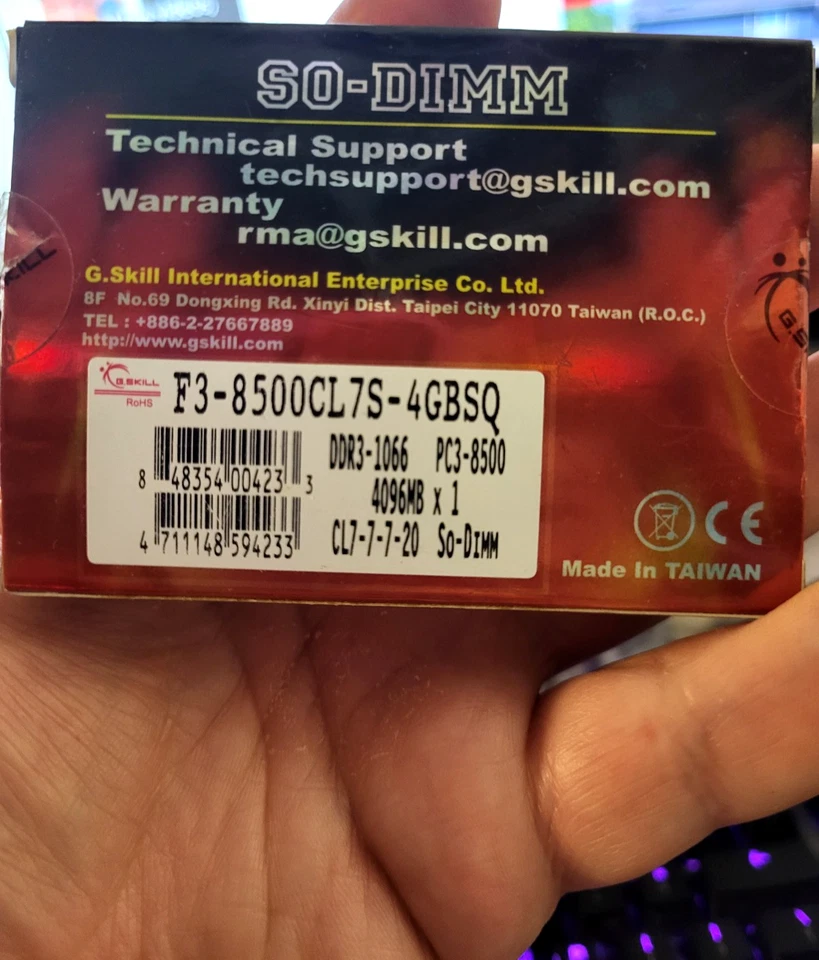 SO-DIMM
Technical Support
techsupport@gskill.com
Warranty
rma@gskill.com
G.Skill International Enterprise Co. Ltd.
8F No.69 Dongxing Rd. Xinyi Dist. Taipei City 11070 Taiwan (R.O.C.)
TEL : +886-2-27667889
http://www.gskill.com
G.SKILL
RoHS
F3-8500CL7S-4GBSQ
DDR3-1066 PC3-8500
8 48354 00423 3
4096MB x 1
4 711148 594233
CL7-7-7-20 So-DIMM
CE
Made In TAIWAN